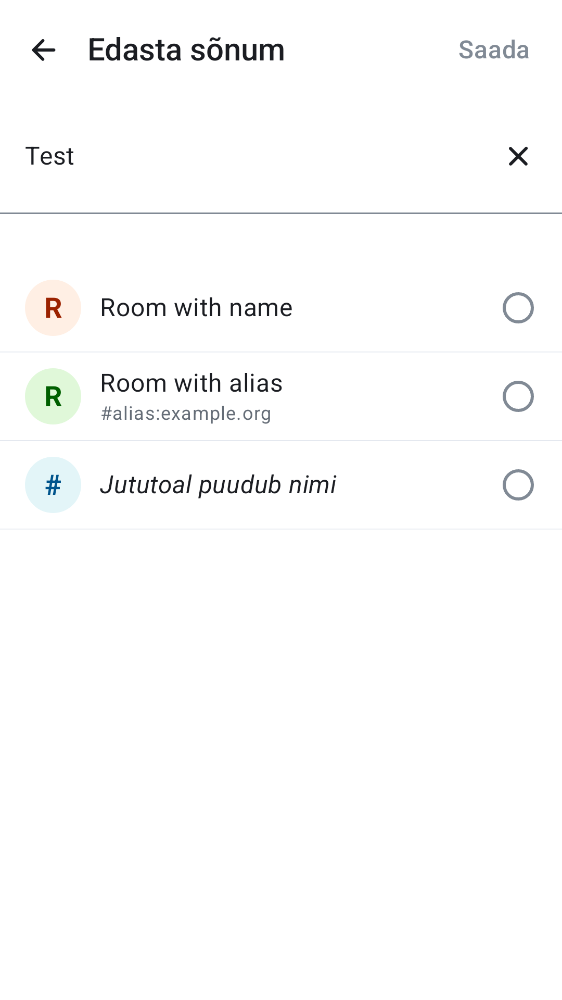 Edasta sõnum
Saada
Test
R
Room with name
R
Room with alias
#alias:example.org
#
Jututoal puudub nimi